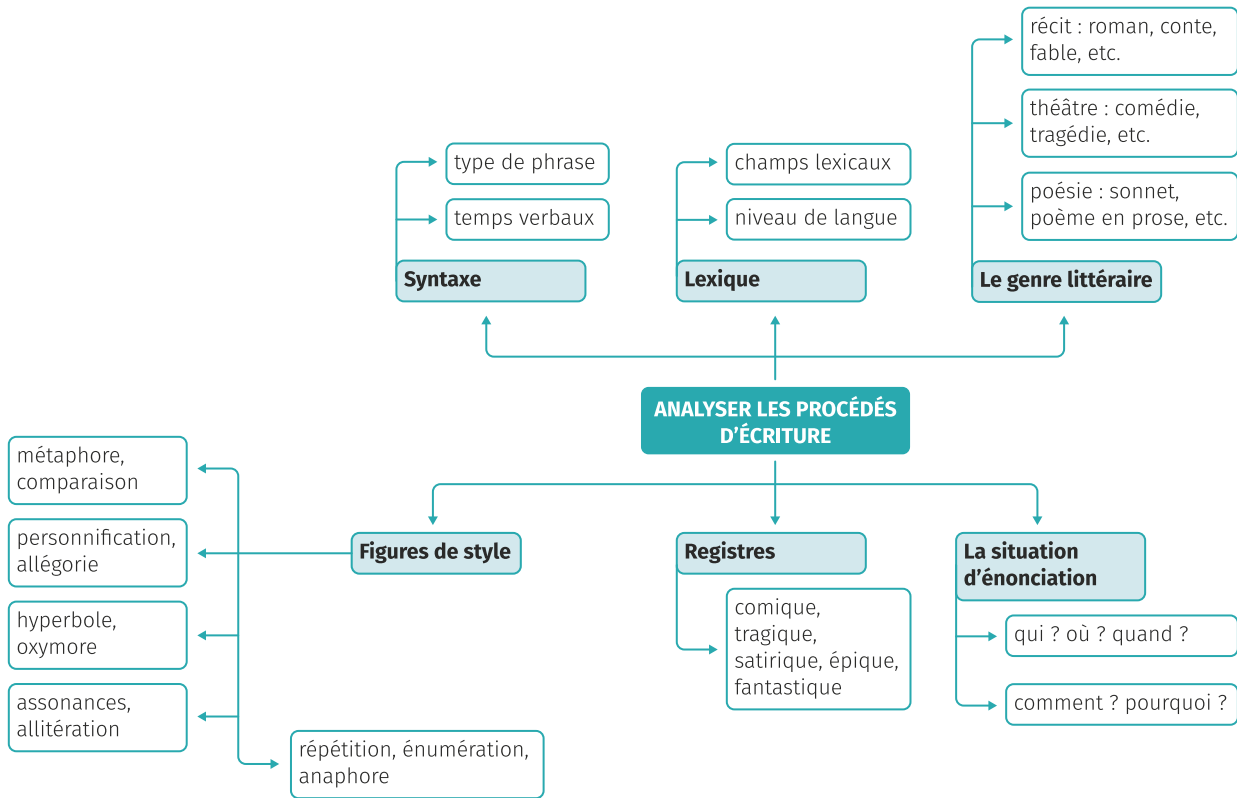 récit : roman, conte,
fable, etc.
théâtre : comédie,
tragédie, etc.
type de phrase
champs lexicaux
poésie : sonnet,
poème en prose, etc.
temps verbaux
niveau de langue
Syntaxe
Lexique
Le genre littéraire
ANALYSER LES PROCÉDÉS
D’ÉCRITURE
métaphore,
comparaison
personnification,
allégorie
Figures de style
Registres
La situation
d’énonciation
hyperbole,
oxymore
comique,
tragique,
satirique, épique,
fantastique
qui ? où ? quand ?
assonances,
allitération
comment ? pourquoi ?
répétition, énumération,
anaphore